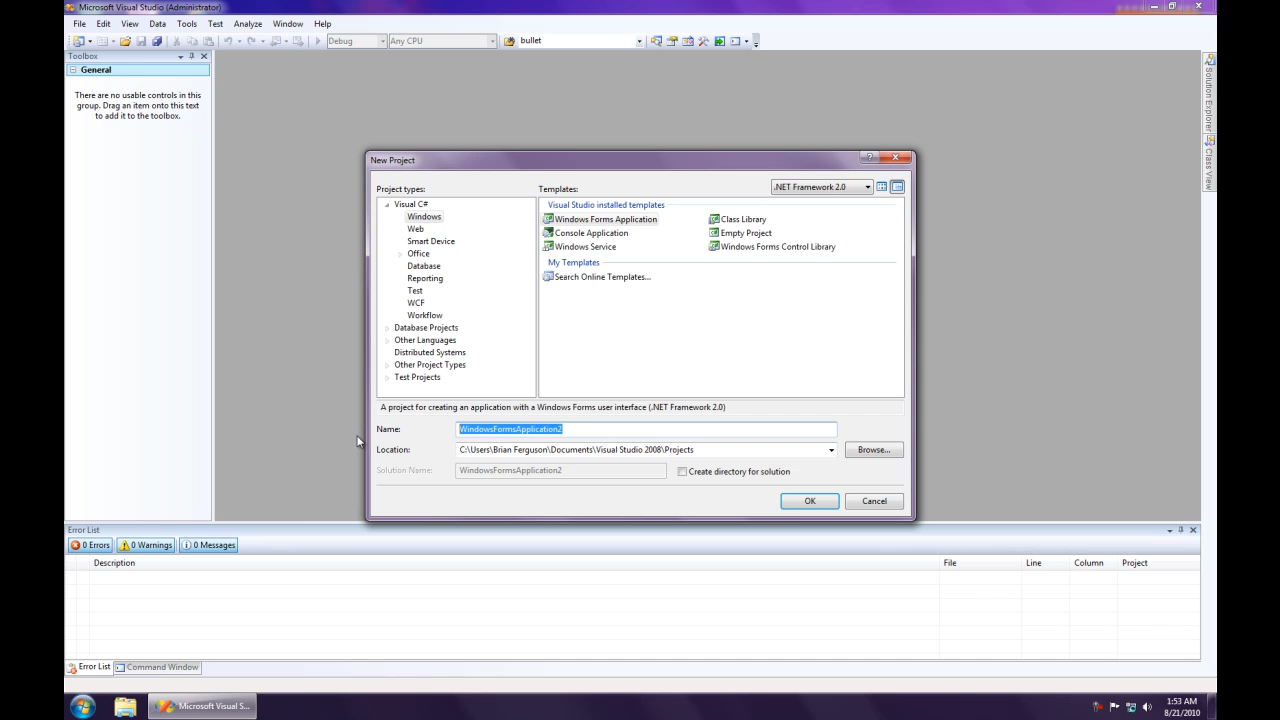 Microsoft Visual Studio (Administrator)
File Edit View Data Tools Test Analyze Window Help
Debug Any CPU bullet
Toolbox
General
There are no usable controls in this
group. Drag an item onto this text
to add it to the toolbox.
Solution Explorer
Class View
New Project
Project types:
Templates:
.NET Framework 2.0
Visual C#
Windows
Web
Smart Device
Office
Database
Reporting
Test
WCF
Workflow
Database Projects
Other Languages
Distributed Systems
Other Project Types
Test Projects
Visual Studio installed templates
Windows Forms Application
Class Library
Console Application
Empty Project
Windows Service
Windows Forms Control Library
My Templates
Search Online Templates...
A project for creating an application with a Windows Forms user interface (.NET Framework 2.0)
Name: WindowsFormsApplication2
Location: C:\Users\Brian Ferguson\Documents\Visual Studio 2008\Projects Browse...
Solution Name: WindowsFormsApplication2 Create directory for solution
OK Cancel
Error List
0 Errors 0 Warnings 0 Messages
Description File Line Column Project
Error List Command Window
Microsoft Visual S...
1:53 AM
8/21/2010